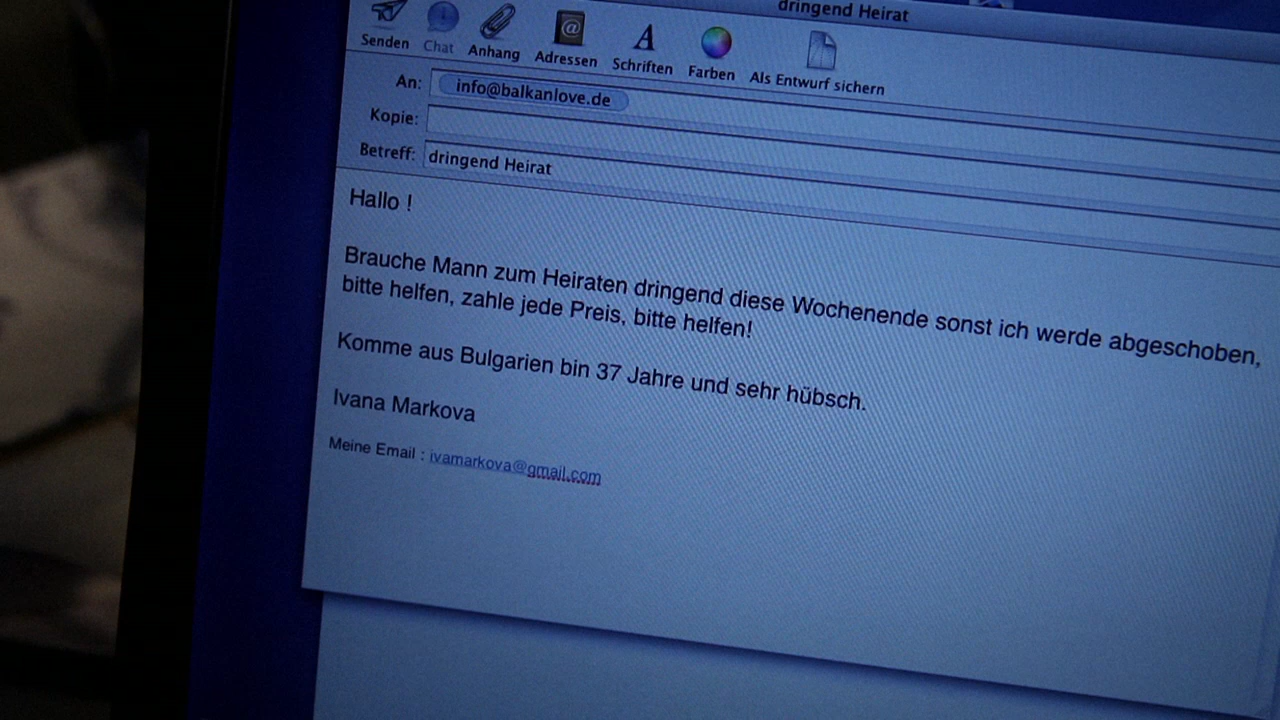 dringend Heirat
Senden Chat Anhang Adressen Schriften Farben Als Entwurf sichern
An: info@balkanlove.de
Kopie:
Betreff: dringend Heirat
Hallo !
Brauche Mann zum Heiraten dringend diese Wochenende sonst ich werde abgeschoben,
bitte helfen, zahle jede Preis, bitte helfen!
Komme aus Bulgarien bin 37 Jahre und sehr hübsch.
Ivana Markova
Meine Email : ivamarkova@gmail.com